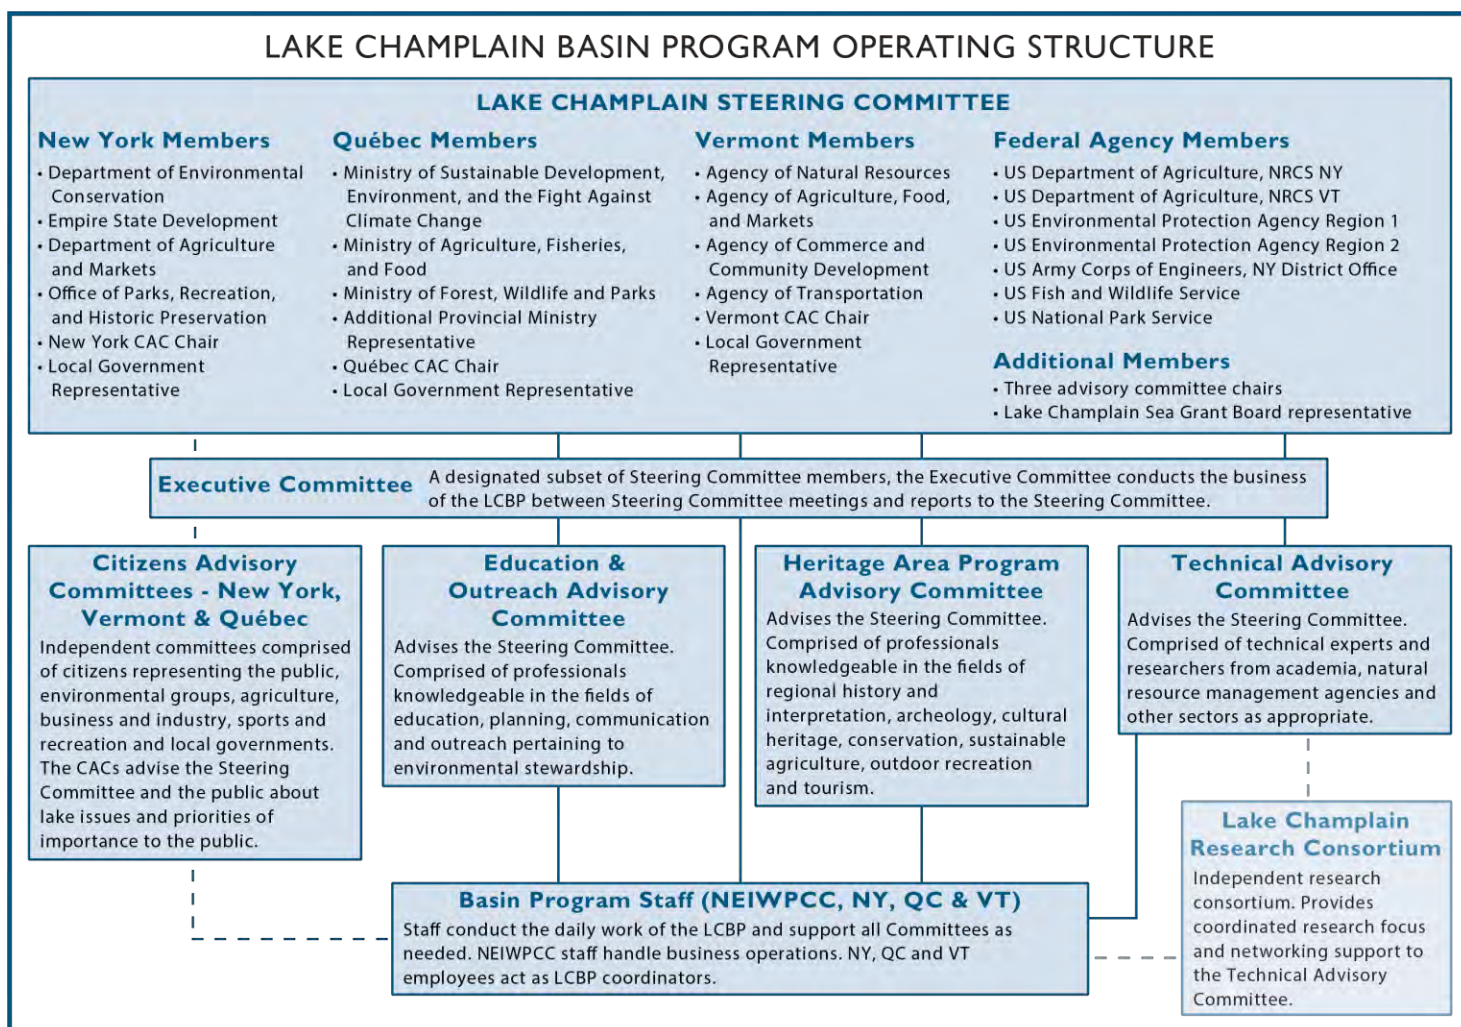 LAKE CHAMPLAIN BASIN PROGRAM OPERATING STRUCTURE
LAKE CHAMPLAIN STEERING COMMITTEE
New York Members
• Department of Environmental
Conservation
• Empire State Development
• Department of Agriculture
and Markets
• Office of Parks, Recreation,
and Historic Preservation
• New York CAC Chair
• Local Government
Representative
Québec Members
• Ministry of Sustainable Development,
Environment, and the Fight Against
Climate Change
• Ministry of Agriculture, Fisheries,
and Food
• Ministry of Forest, Wildlife and Parks
• Additional Provincial Ministry
Representative
• Québec CAC Chair
• Local Government Representative
Vermont Members
• Agency of Natural Resources
• Agency of Agriculture, Food,
and Markets
• Agency of Commerce and
Community Development
• Agency of Transportation
• Vermont CAC Chair
• Local Government
Representative
Federal Agency Members
• US Department of Agriculture, NRCS NY
• US Department of Agriculture, NRCS VT
• US Environmental Protection Agency Region 1
• US Environmental Protection Agency Region 2
• US Army Corps of Engineers, NY District Office
• US Fish and Wildlife Service
• US National Park Service
Additional Members
• Three advisory committee chairs
• Lake Champlain Sea Grant Board representative
Executive Committee
A designated subset of Steering Committee members, the Executive Committee conducts the business
of the LCBP between Steering Committee meetings and reports to the Steering Committee.
Citizens Advisory
Committees - New York,
Vermont & Québec
Independent committees comprised
of citizens representing the public,
environmental groups, agriculture,
business and industry, sports and
recreation and local governments.
The CACs advise the Steering
Committee and the public about
lake issues and priorities of
importance to the public.
Education &
Outreach Advisory
Committee
Advises the Steering Committee.
Comprised of professionals
knowledgeable in the fields of
education, planning, communication
and outreach pertaining to
environmental stewardship.
Heritage Area Program
Advisory Committee
Advises the Steering Committee.
Comprised of professionals
knowledgeable in the fields of
regional history and
interpretation, archeology, cultural
heritage, conservation, sustainable
agriculture, outdoor recreation
and tourism.
Technical Advisory
Committee
Advises the Steering Committee.
Comprised of technical experts and
researchers from academia, natural
resource management agencies and
other sectors as appropriate.
Lake Champlain
Research Consortium
Independent research
consortium. Provides
coordinated research focus
and networking support to
the Technical Advisory
Committee.
Basin Program Staff (NEIWPCC, NY, QC & VT)
Staff conduct the daily work of the LCBP and support all Committees as
needed. NEIWPCC staff handle business operations. NY, QC and VT
employees act as LCBP coordinators.